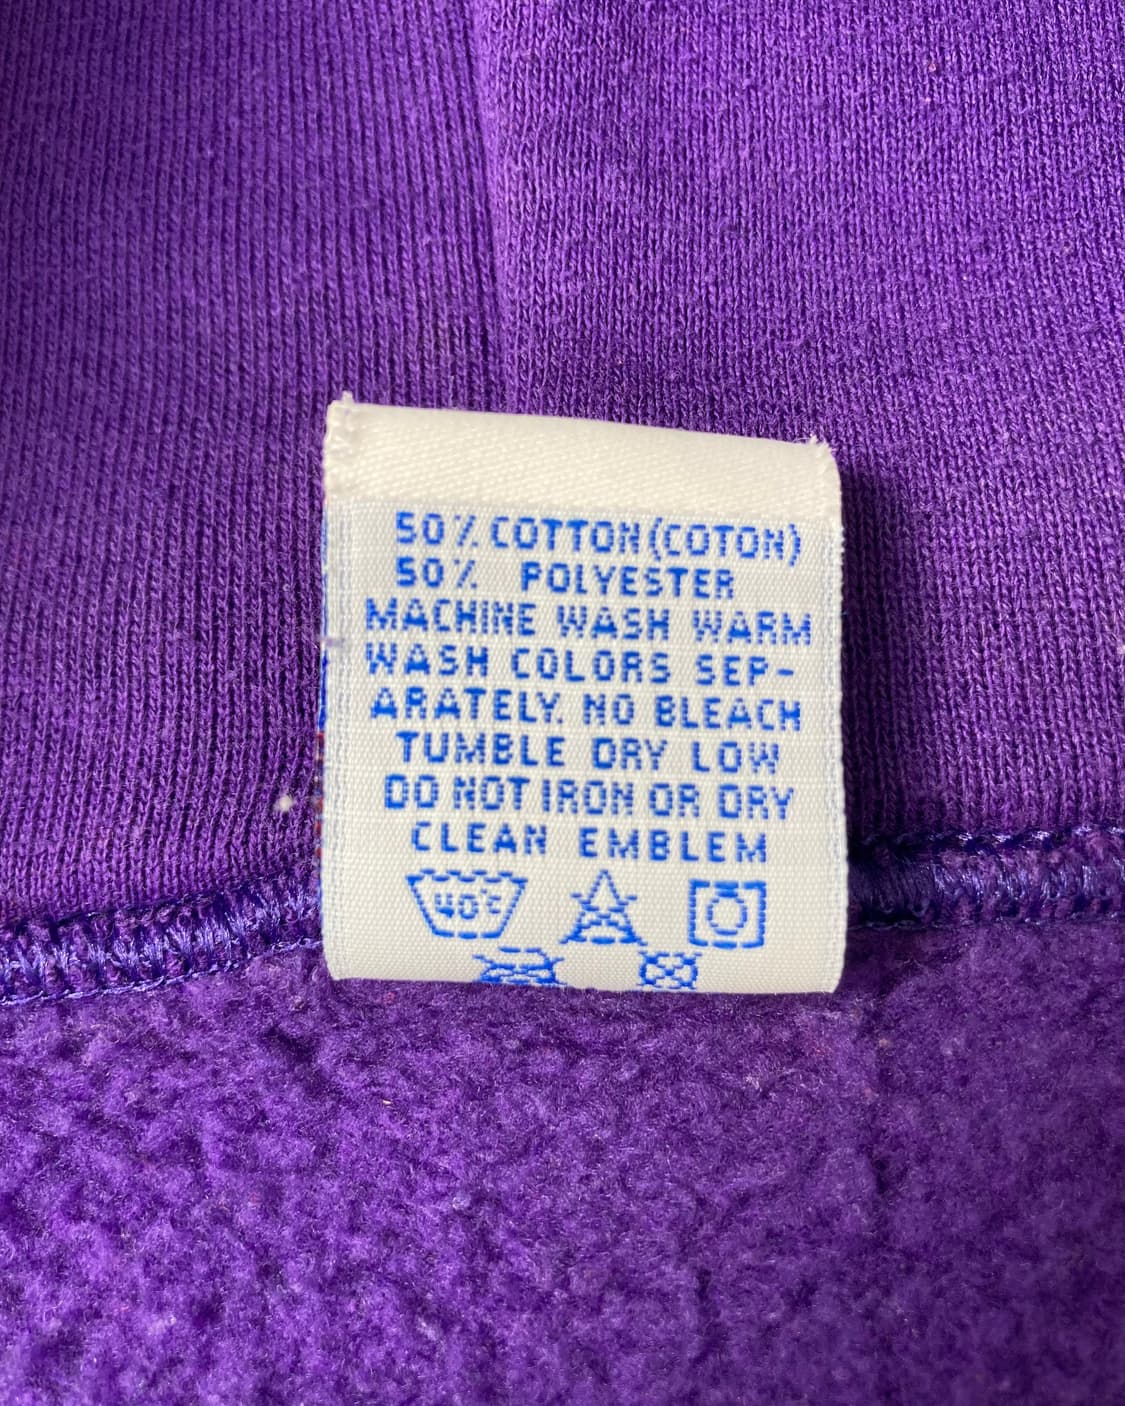 50% COTTON (COTON)
50% POLYESTER
MACHINE WASH WARM
WASH COLORS SEP-
ARATELY. NO BLEACH
TUMBLE DRY LOW
DO NOT IRON OR DRY
CLEAN EMBLEM
40°C